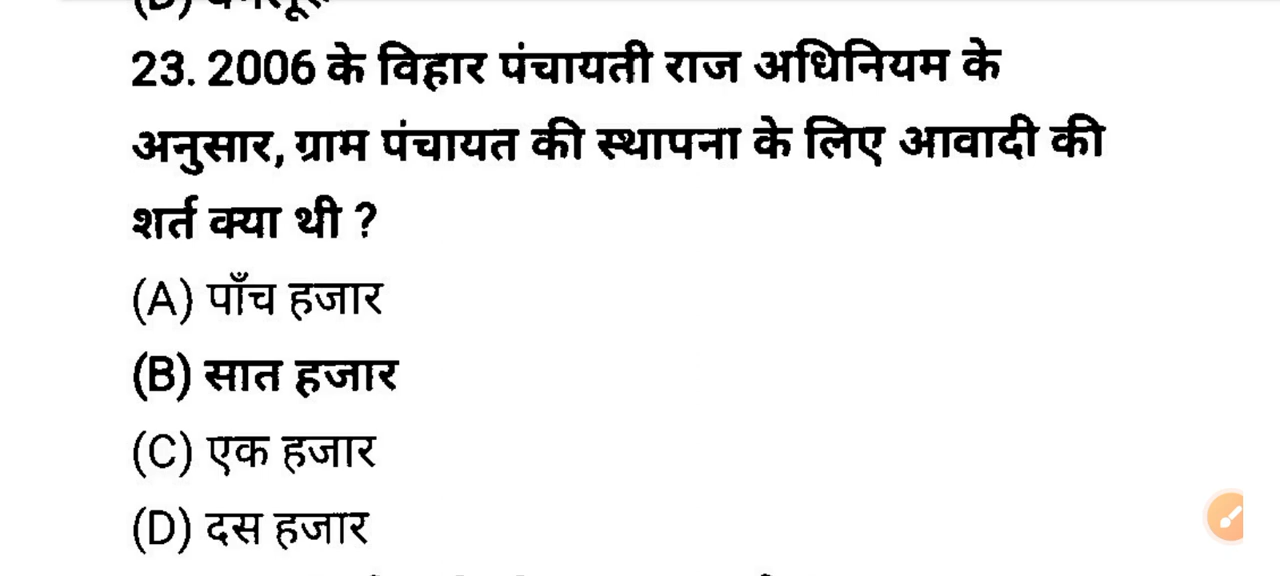 23. 2006 के विहार पंचायती राज अधिनियम के
अनुसार, ग्राम पंचायत की स्थापना के लिए आवादी की
शर्त क्या थी ?
(A) पाँच हजार
(B) सात हजार
(C) एक हजार
(D) दस हजार